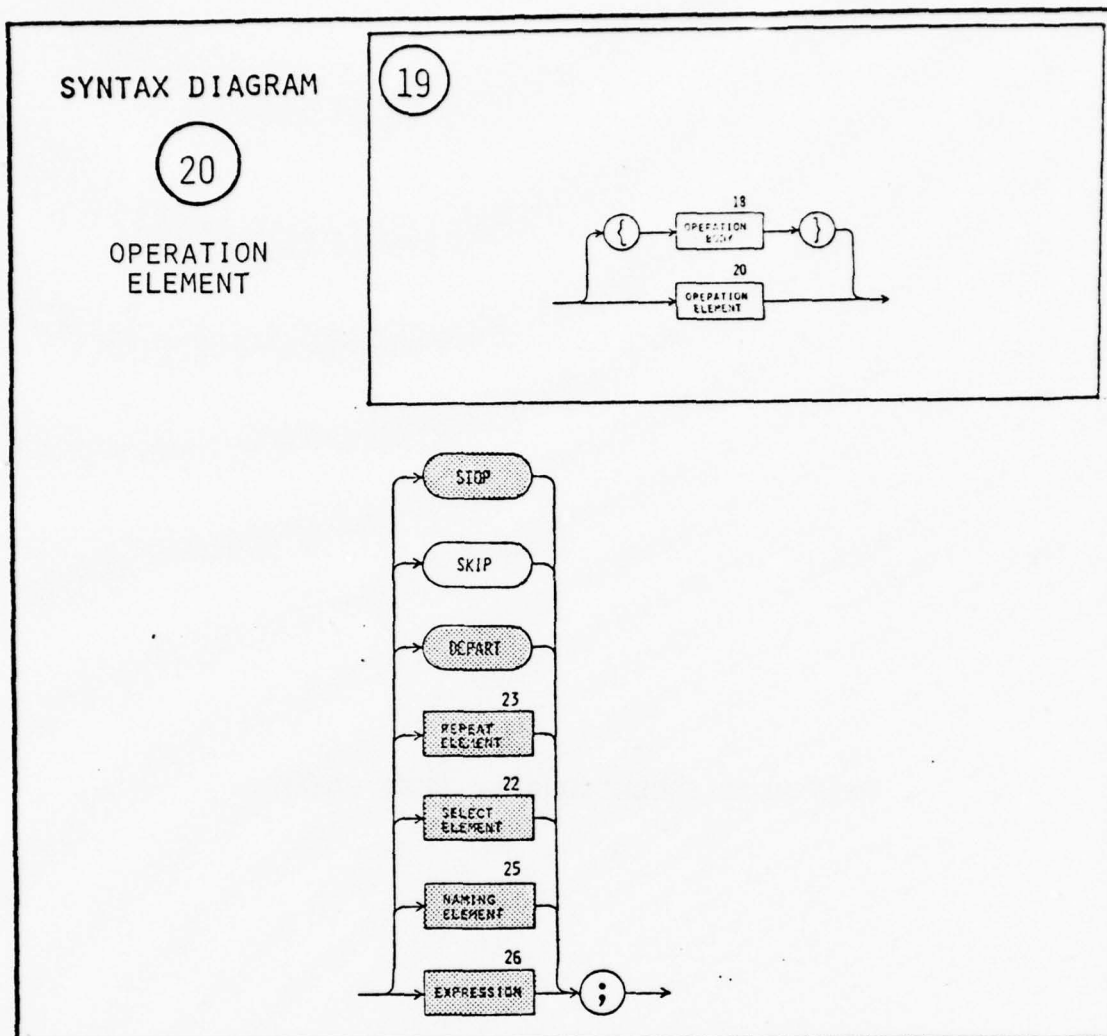 SYNTAX DIAGRAM
20
OPERATION
ELEMENT
19
18
{
OPERATION
BODY
}
20
OPERATION
ELEMENT
STOP
SKIP
DEPART
23
REPEAT
ELEMENT
22
SELECT
ELEMENT
25
NAMING
ELEMENT
26
EXPRESSION
;